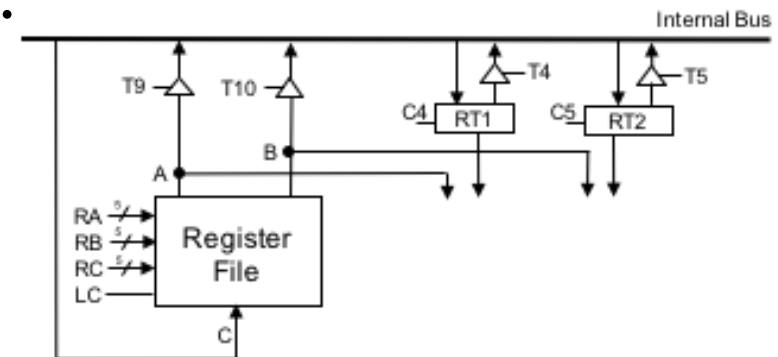 Internal Bus
T9
T10
T4
T5
C4
RT1
C5
RT2
B
A
RA 5
RB 5
RC 5
LC
Register
File
C